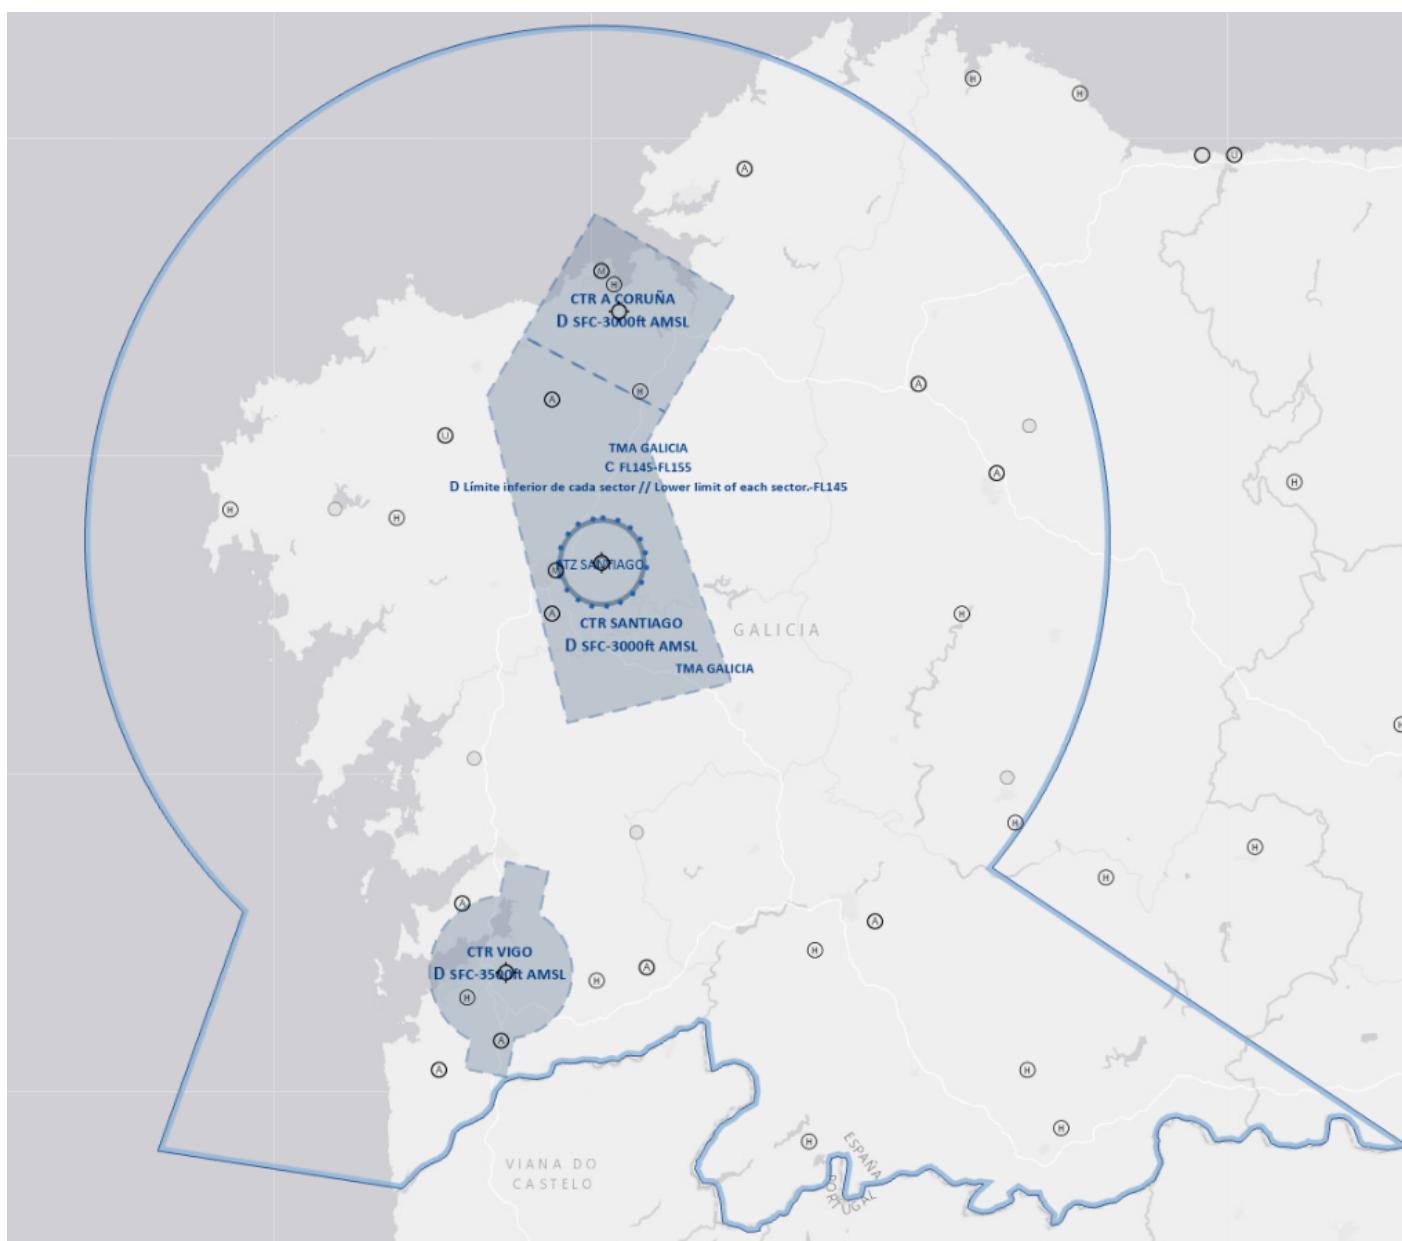 CTR A CORUÑA
D SFC-3000ft AMSL
TMA GALICIA
C FL145-FL155
D Límite inferior de cada sector // Lower limit of each sector.-FL145
ATZ SANTIAGO
CTR SANTIAGO
D SFC-3000ft AMSL
GALICIA
TMA GALICIA
CTR VIGO
D SFC-3500ft AMSL
VIANA DO
CASTELO
ESPAÑA
PORTUGAL
H
H
A
U
M
H
A
H
A
U
A
H
H
H
M
A
A
H
H
H
H
A
A
H
H
A
H
A
A
H
H
H